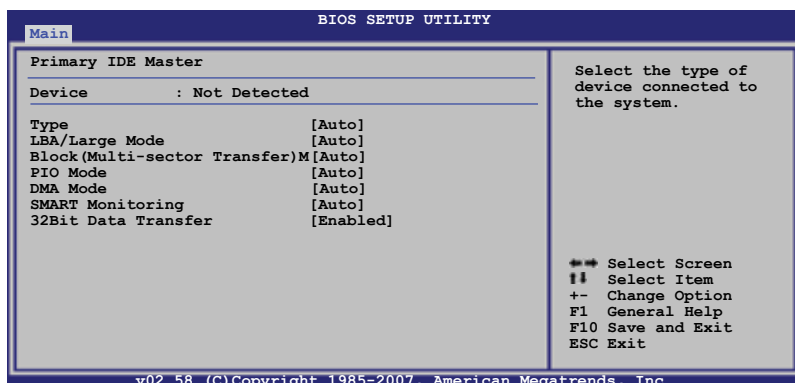 BIOS SETUP UTILITY
Main
Primary IDE Master
Device : Not Detected
Type [Auto]
LBA/Large Mode [Auto]
Block(Multi-sector Transfer)M[Auto]
PIO Mode [Auto]
DMA Mode [Auto]
SMART Monitoring [Auto]
32Bit Data Transfer [Enabled]
Select the type of
device connected to
the system.
Select Screen
Select Item
+- Change Option
F1 General Help
F10 Save and Exit
ESC Exit
v02.58 (C)Copyright 1985-2007, American Megatrends, Inc.